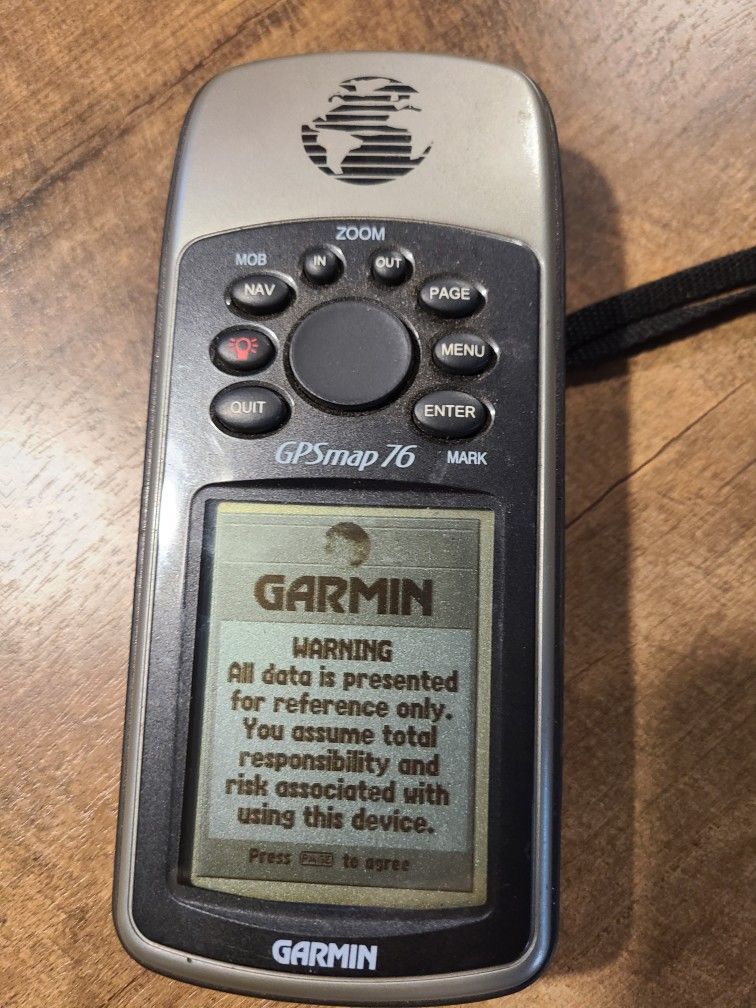 ZOOM
MOB
IN
OUT
NAV
PAGE
MENU
QUIT
ENTER
GPSmap 76
MARK
GARMIN
WARNING
All data is presented
for reference only.
You assume total
responsibility and
risk associated with
using this device.
Press PAGE to agree
GARMIN